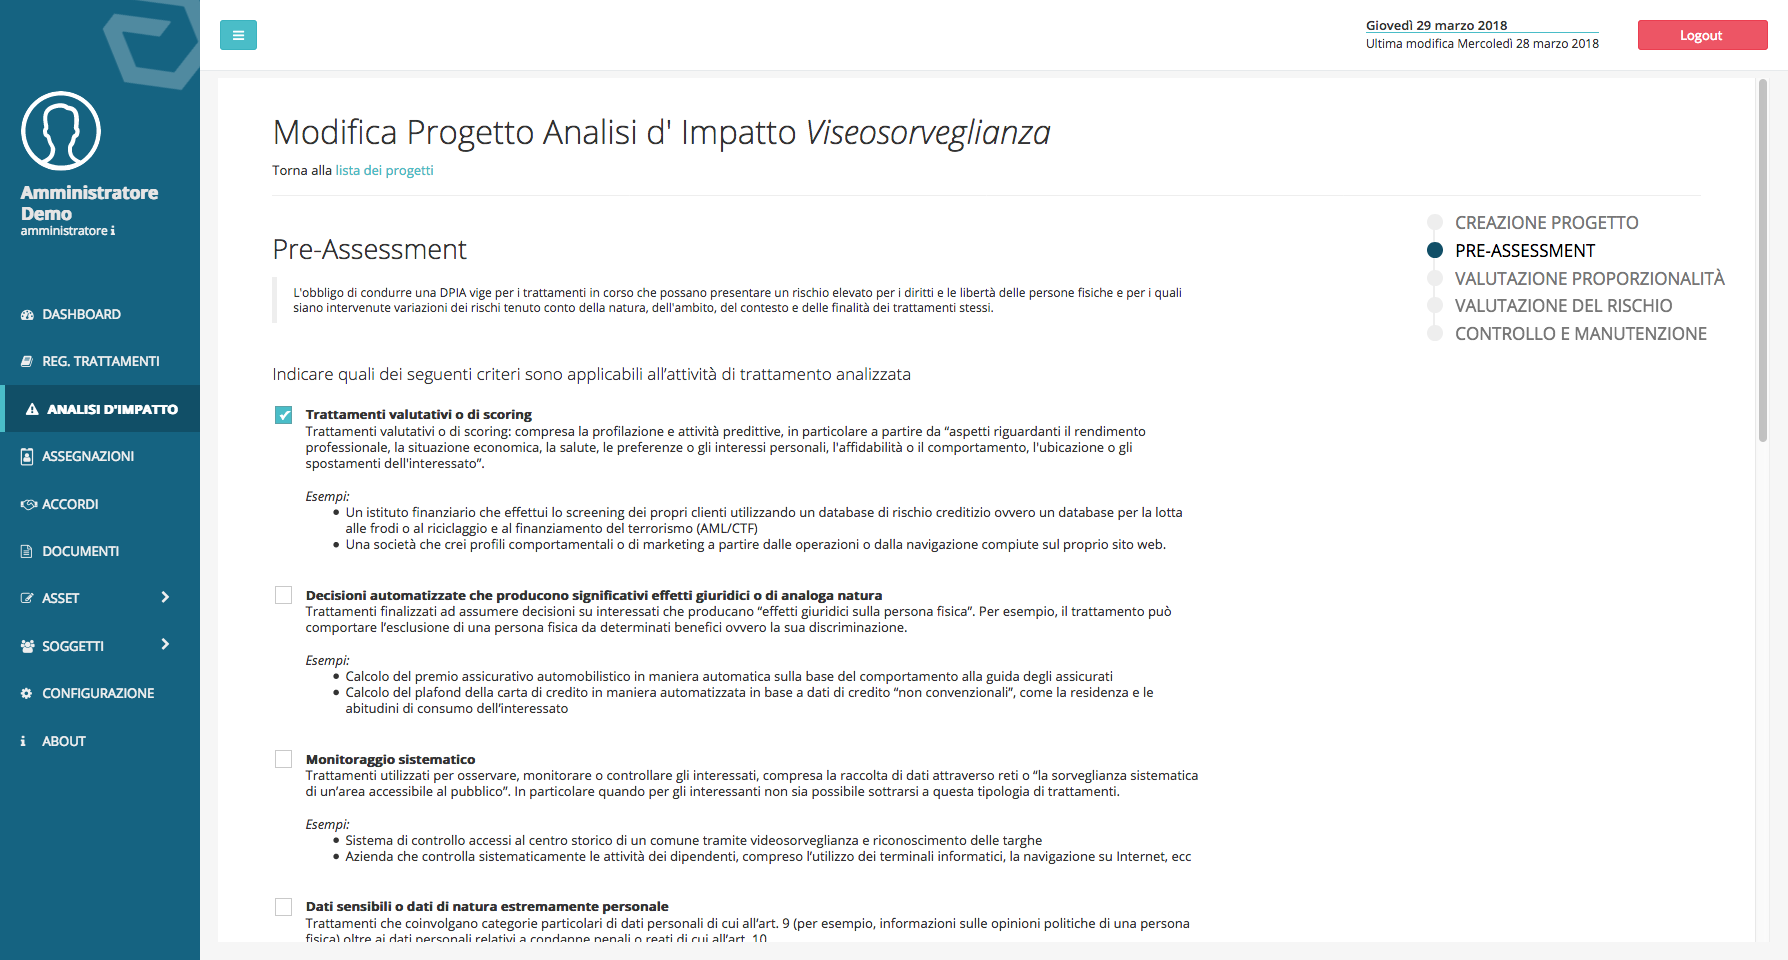 Giovedì 29 marzo 2018
Ultima modifica Mercoledì 28 marzo 2018
Logout
Amministratore
Demo
amministratore
DASHBOARD
REG. TRATTAMENTI
ANALISI D'IMPATTO
ASSEGNAZIONI
ACCORDI
DOCUMENTI
ASSET
SOGGETTI
CONFIGURAZIONE
ABOUT
Modifica Progetto Analisi d' Impatto Viseosorveglianza
Torna alla lista dei progetti
Pre-Assessment
L'obbligo di condurre una DPIA vige per i trattamenti in corso che possano presentare un rischio elevato per i diritti e le libertà delle persone fisiche e per i quali
siano intervenute variazioni dei rischi tenuto conto della natura, dell'ambito, del contesto e delle finalità dei trattamenti stessi.
CREAZIONE PROGETTO
PRE-ASSESSMENT
VALUTAZIONE PROPORZIONALITÀ
VALUTAZIONE DEL RISCHIO
CONTROLLO E MANUTENZIONE
Indicare quali dei seguenti criteri sono applicabili all’attività di trattamento analizzata
Trattamenti valutativi o di scoring
Trattamenti valutativi o di scoring: compresa la profilazione e attività predittive, in particolare a partire da “aspetti riguardanti il rendimento
professionale, la situazione economica, la salute, le preferenze o gli interessi personali, l'affidabilità o il comportamento, l'ubicazione o gli
spostamenti dell'interessato”.
Esempi:
• Un istituto finanziario che effettui lo screening dei propri clienti utilizzando un database di rischio creditizio ovvero un database per la lotta
alle frodi o al riciclaggio e al finanziamento del terrorismo (AML/CTF)
• Una società che crei profili comportamentali o di marketing a partire dalle operazioni o dalla navigazione compiute sul proprio sito web.
Decisioni automatizzate che producono significativi effetti giuridici o di analoga natura
Trattamenti finalizzati ad assumere decisioni su interessati che producano “effetti giuridici sulla persona fisica”. Per esempio, il trattamento può
comportare l’esclusione di una persona fisica da determinati benefici ovvero la sua discriminazione.
Esempi:
• Calcolo del premio assicurativo automobilistico in maniera automatica sulla base del comportamento alla guida degli assicurati
• Calcolo del plafond della carta di credito in maniera automatizzata in base a dati di credito “non convenzionali”, come la residenza e le
abitudini di consumo dell’interessato
Monitoraggio sistematico
Trattamenti utilizzati per osservare, monitorare o controllare gli interessati, compresa la raccolta di dati attraverso reti o “la sorveglianza sistematica
di un’area accessibile al pubblico”. In particolare quando per gli interessanti non sia possibile sottrarsi a questa tipologia di trattamenti.
Esempi:
• Sistema di controllo accessi al centro storico di un comune tramite videosorveglianza e riconoscimento delle targhe
• Azienda che controlla sistematicamente le attività dei dipendenti, compreso l’utilizzo dei terminali informatici, la navigazione su Internet, ecc
Dati sensibili o dati di natura estremamente personale
Trattamenti che coinvolgano categorie particolari di dati personali di cui all’art. 9 (per esempio, informazioni sulle opinioni politiche di una persona
fisica) oltre ai dati personali relativi a condanne penali o reati di cui all’art. 10